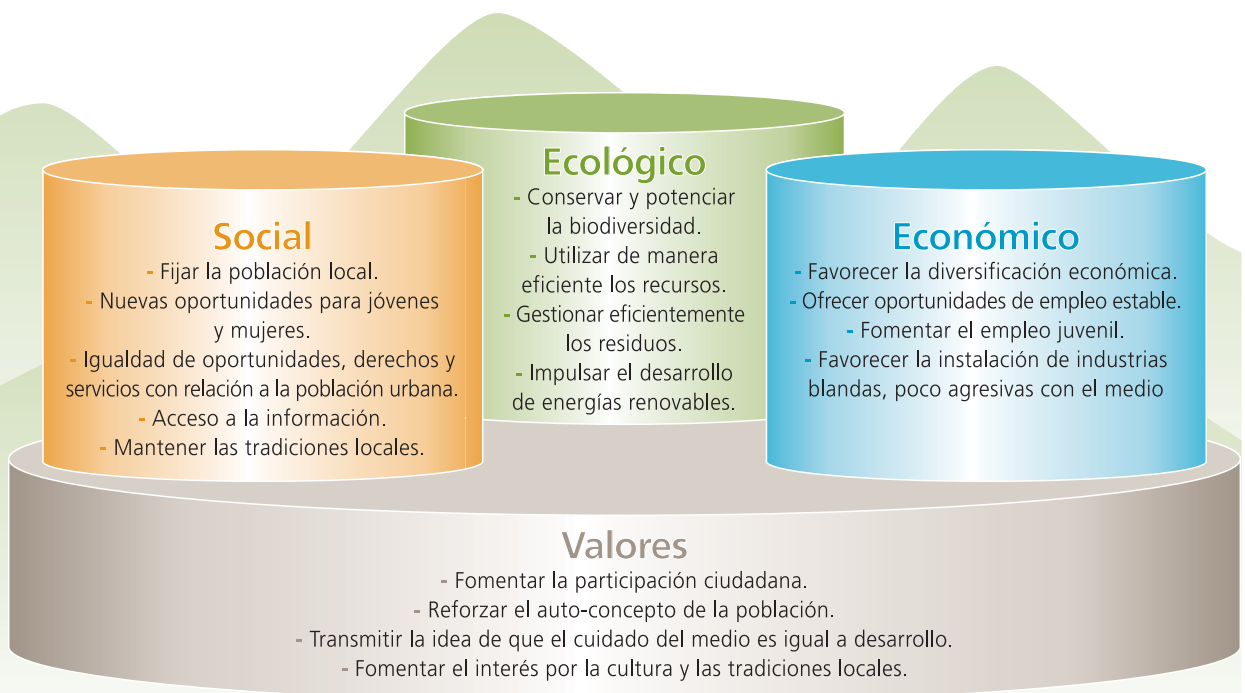 Social
- Fijar la población local.
- Nuevas oportunidades para jóvenes
y mujeres.
- Igualdad de oportunidades, derechos y
servicios con relación a la población urbana.
- Acceso a la información.
- Mantener las tradiciones locales.
Ecológico
- Conservar y potenciar
la biodiversidad.
- Utilizar de manera
eficiente los recursos.
- Gestionar eficientemente
los residuos.
- Impulsar el desarrollo
de energías renovables.
Económico
- Favorecer la diversificación económica.
- Ofrecer oportunidades de empleo estable.
- Fomentar el empleo juvenil.
- Favorecer la instalación de industrias
blandas, poco agresivas con el medio
Valores
- Fomentar la participación ciudadana.
- Reforzar el auto-concepto de la población.
- Transmitir la idea de que el cuidado del medio es igual a desarrollo.
- Fomentar el interés por la cultura y las tradiciones locales.